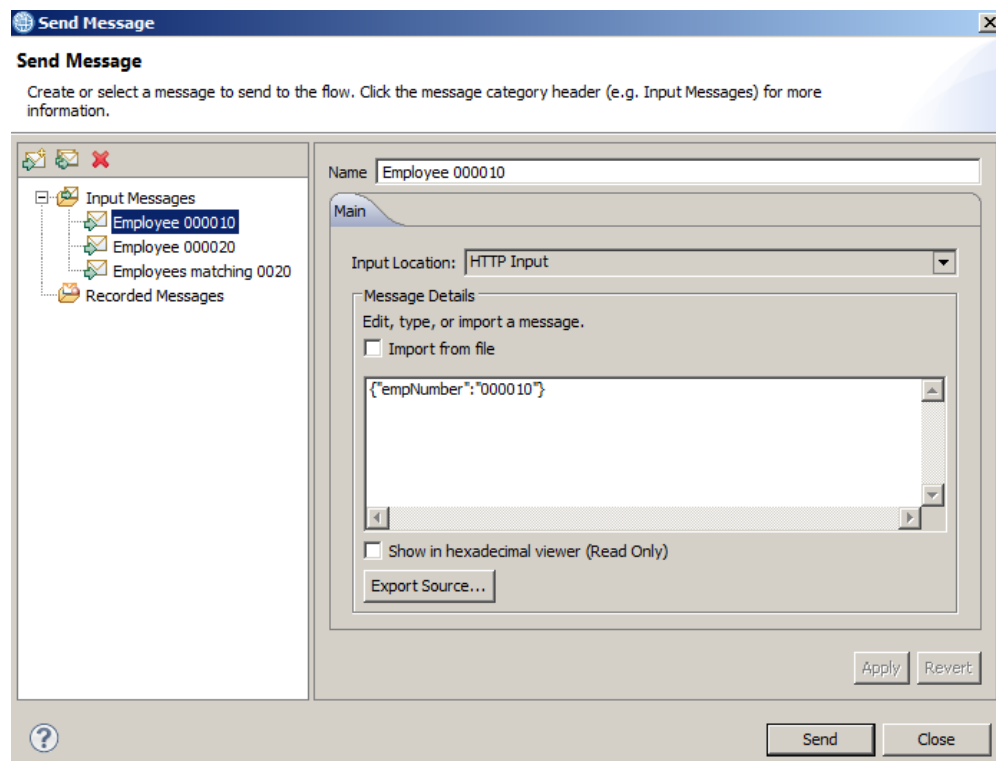 Send Message
Send Message
Create or select a message to send to the flow. Click the message category header (e.g. Input Messages) for more
information.
Input Messages
Employee 000010
Employee 000020
Employees matching 0020
Recorded Messages
Name Employee 000010
Main
Input Location: HTTP Input
Message Details
Edit, type, or import a message.
Import from file
{"empNumber":"000010"}
Show in hexadecimal viewer (Read Only)
Export Source...
Apply Revert
? Send Close